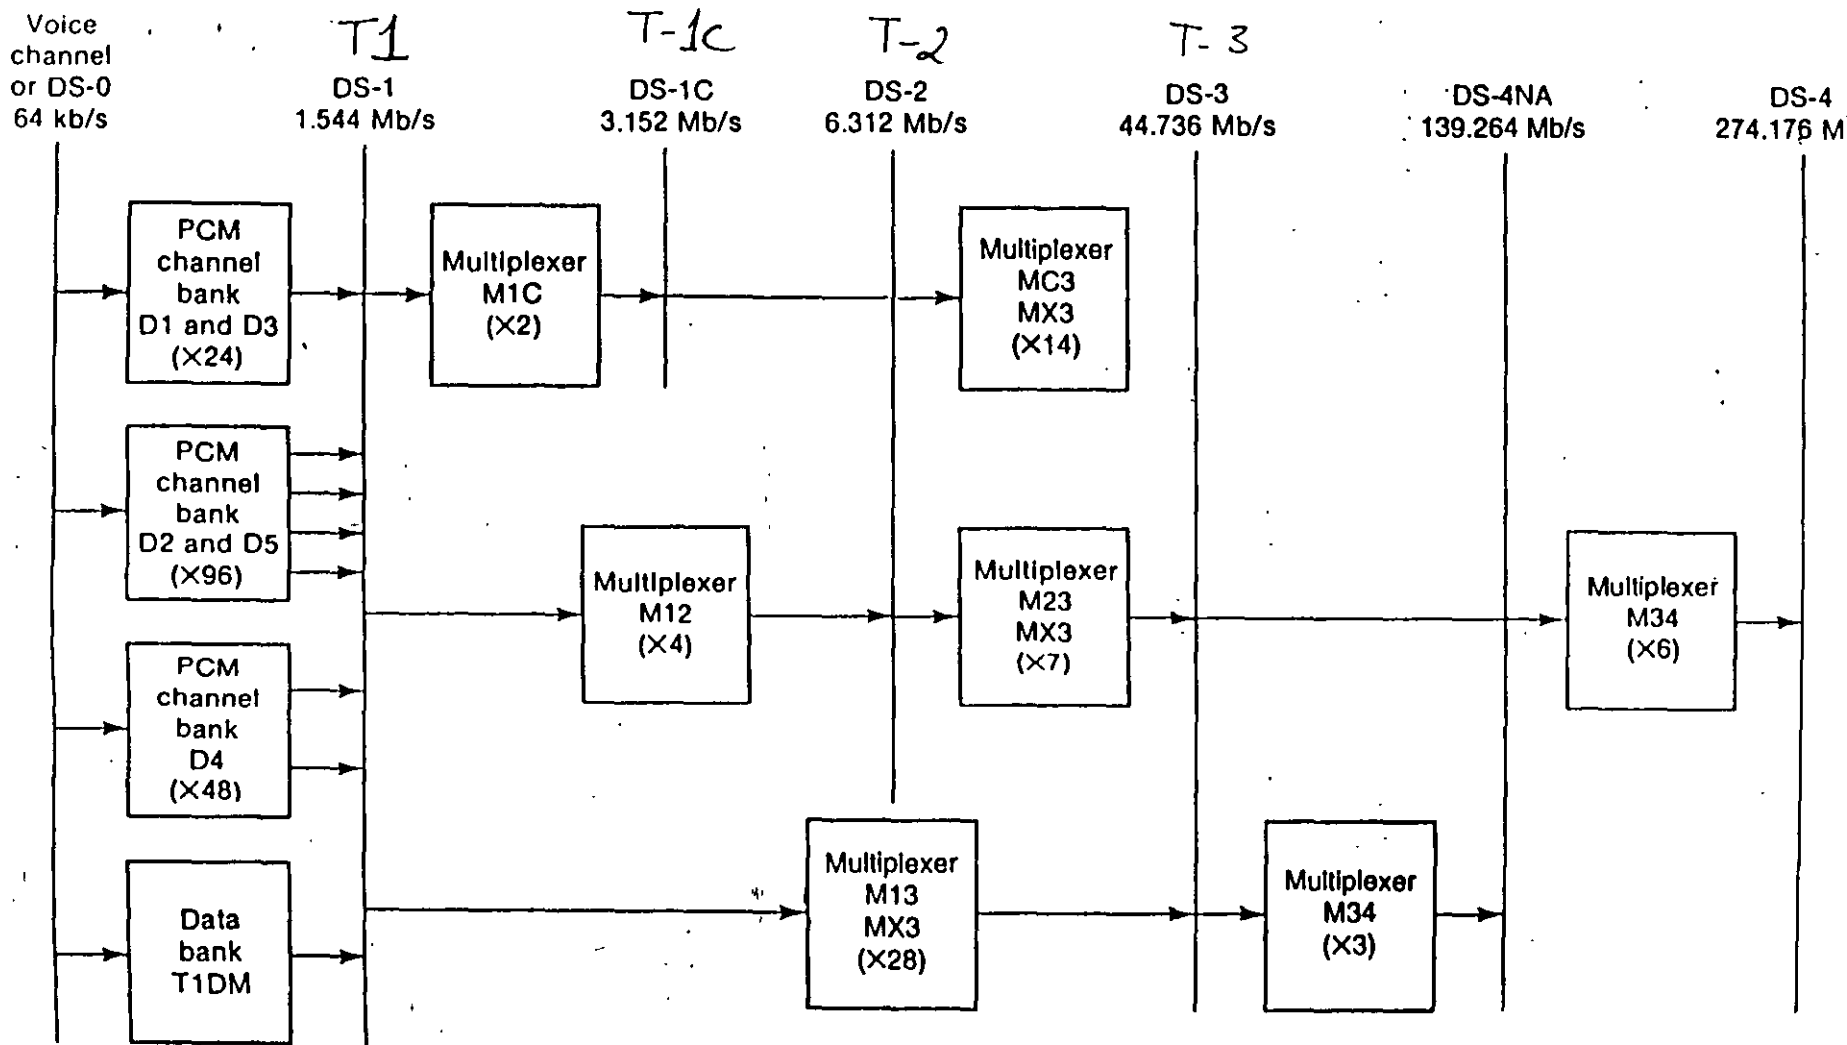 Voice
channel
or DS-0
64 kb/s
T1
DS-1
1.544 Mb/s
T-1C
DS-1C
3.152 Mb/s
T-2
DS-2
6.312 Mb/s
T-3
DS-3
44.736 Mb/s
DS-4NA
139.264 Mb/s
DS-4
274.176 M
PCM
channel
bank
D1 and D3
(×24)
Multiplexer
M1C
(×2)
Multiplexer
MC3
MX3
(×14)
PCM
channel
bank
D2 and D5
(×96)
Multiplexer
M12
(×4)
Multiplexer
M23
MX3
(×7)
Multiplexer
M34
(×6)
PCM
channel
bank
D4
(×48)
Data
bank
T1DM
Multiplexer
M13
MX3
(×28)
Multiplexer
M34
(×3)